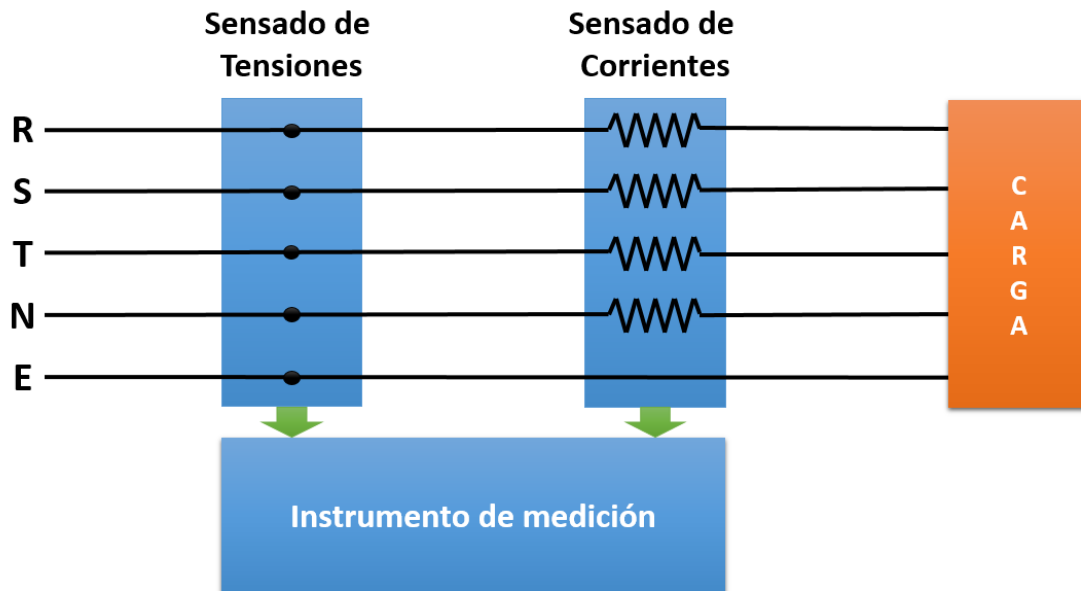 Sensado de
Tensiones
Sensado de
Corrientes
R
S
T
N
E
C
A
R
G
A
Instrumento de medición